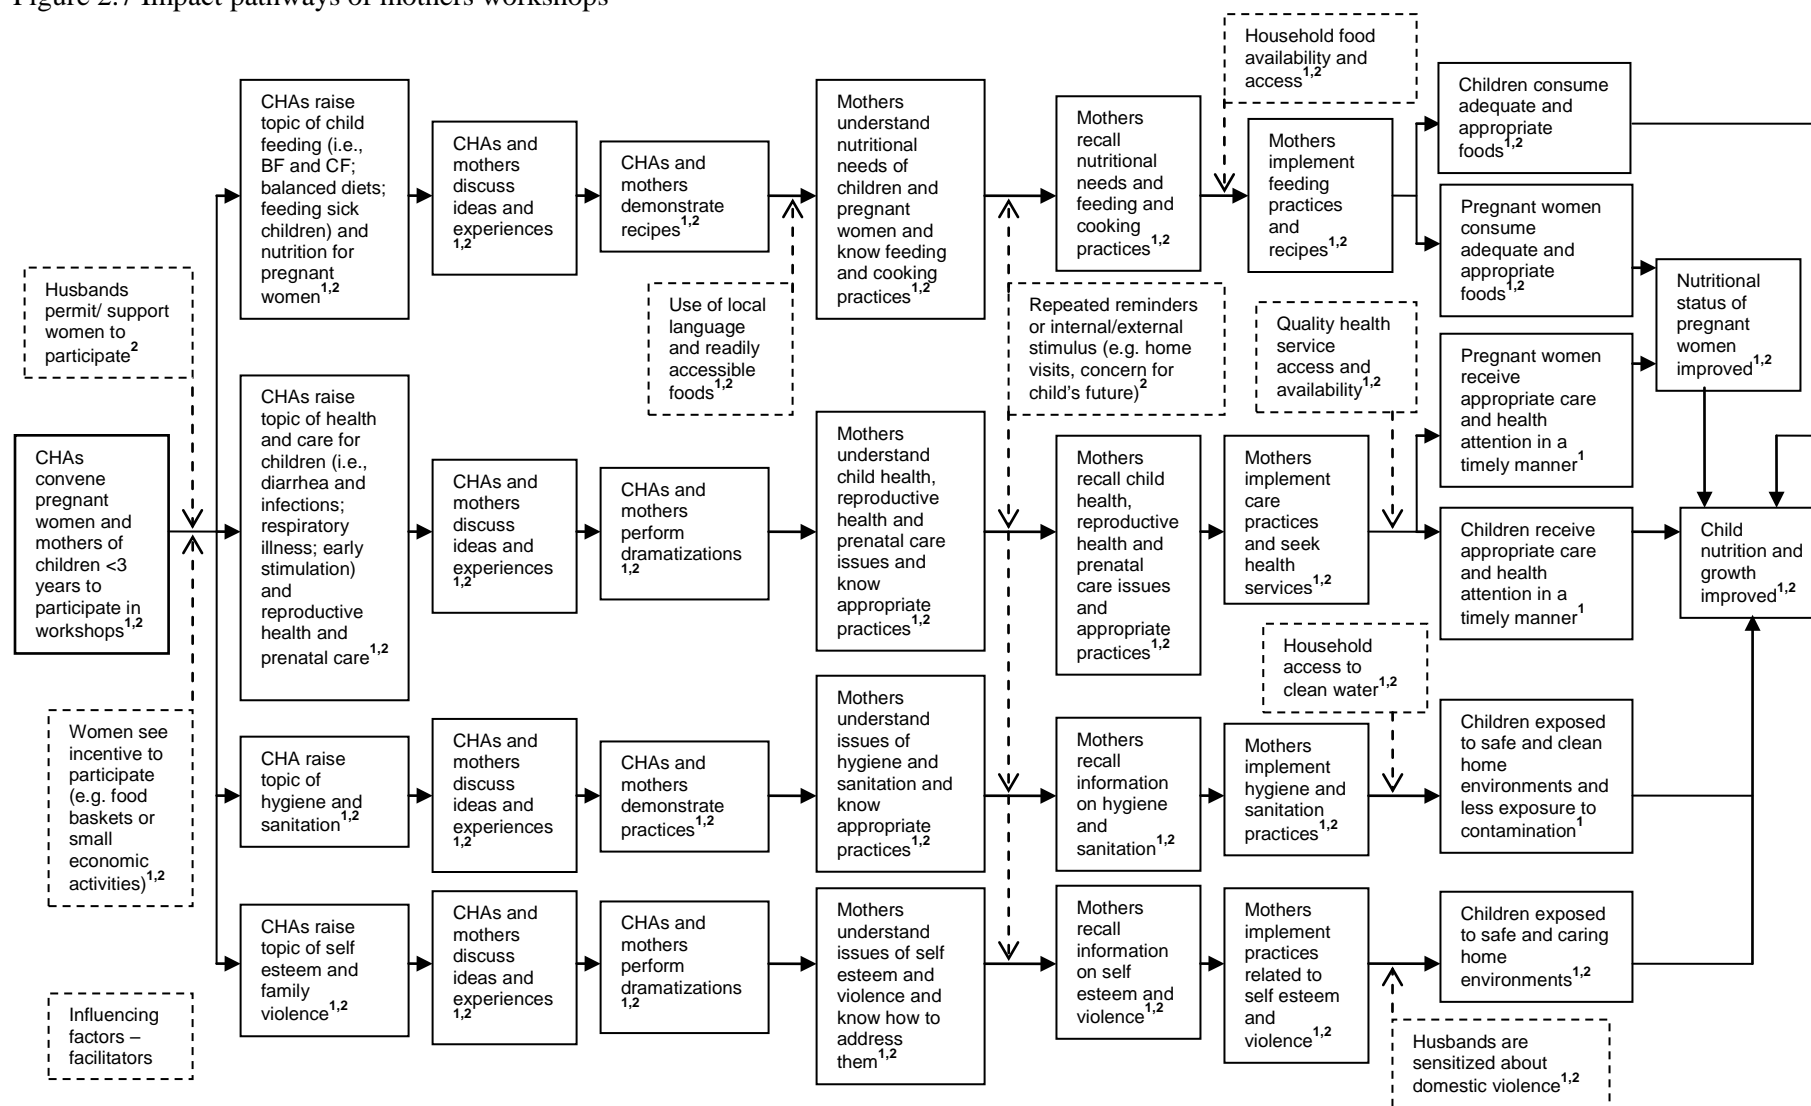 Figure 2.7 Impact pathways of mothers workshops
Household food
availability and
access1,2
CHAs raise
topic of child
feeding (i.e.,
BF and CF;
balanced diets;
feeding sick
children) and
nutrition for
pregnant
women1,2
CHAs and
mothers
discuss
ideas and
experiences
1,2
CHAs and
mothers
demonstrate
recipes1,2
Mothers
understand
nutritional
needs of
children and
pregnant
women and
know feeding
and cooking
practices1,2
Mothers
recall
nutritional
needs and
feeding and
cooking
practices1,2
Mothers
implement
feeding
practices
and
recipes1,2
Children consume
adequate and
appropriate
foods1,2
Pregnant women
consume
adequate and
appropriate
foods1,2
Husbands
permit/ support
women to
participate2
Use of local
language
and readily
accessible
foods1,2
Repeated reminders
or internal/external
stimulus (e.g. home
visits, concern for
child's future)2
Quality health
service
access and
availability1,2
Nutritional
status of
pregnant
women
improved1,2
Pregnant women
receive
appropriate care
and health
attention in a
timely manner1
CHAs
convene
pregnant
women and
mothers of
children <3
years to
participate in
workshops1,2
CHAs raise
topic of health
and care for
children (i.e.,
diarrhea and
infections;
respiratory
illness; early
stimulation)
and
reproductive
health and
prenatal care1,2
CHAs and
mothers
discuss
ideas and
experiences
1,2
CHAs and
mothers
perform
dramatizations
1,2
Mothers
understand
child health,
reproductive
health and
prenatal care
issues and
know
appropriate
practices1,2
Mothers
recall child
health,
reproductive
health and
prenatal
care issues
and
appropriate
practices1,2
Mothers
implement
care
practices
and seek
health
services1,2
Children receive
appropriate care
and health
attention in a
timely manner1
Child
nutrition and
growth
improved1,2
Women see
incentive to
participate
(e.g. food
baskets or
small
economic
activities)1,2
Household
access to
clean water1,2
CHA raise
topic of
hygiene and
sanitation1,2
CHAs and
mothers
discuss
ideas and
experiences
1,2
CHAs and
mothers
demonstrate
practices1,2
Mothers
understand
issues of
hygiene and
sanitation and
know
appropriate
practices1,2
Mothers
recall
information
on hygiene
and
sanitation1,2
Mothers
implement
hygiene and
sanitation
practices1,2
Children exposed
to safe and clean
home
environments and
less exposure to
contamination1
CHAs raise
topic of self
esteem and
family
violence1,2
CHAs and
mothers
discuss
ideas and
experiences
1,2
CHAs and
mothers
perform
dramatizations
1,2
Mothers
understand
issues of self
esteem and
violence and
know how to
address
them1,2
Mothers
recall
information
on self
esteem and
violence1,2
Mothers
implement
practices
related to
self esteem
and
violence1,2
Children exposed
to safe and caring
home
environments1,2
Influencing
factors –
facilitators
Husbands are
sensitized about
domestic violence1,2